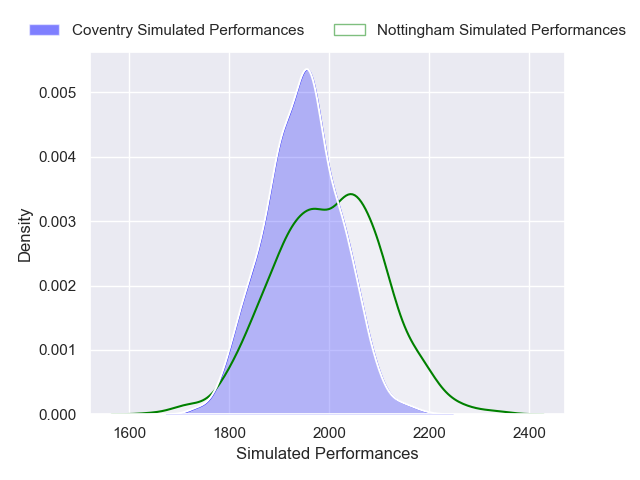 Coventry Simulated Performances
Nottingham Simulated Performances
0.005
0.004
0.003
0.002
0.001
0.000
Density
1600 1800 2000 2200 2400
Simulated Performances